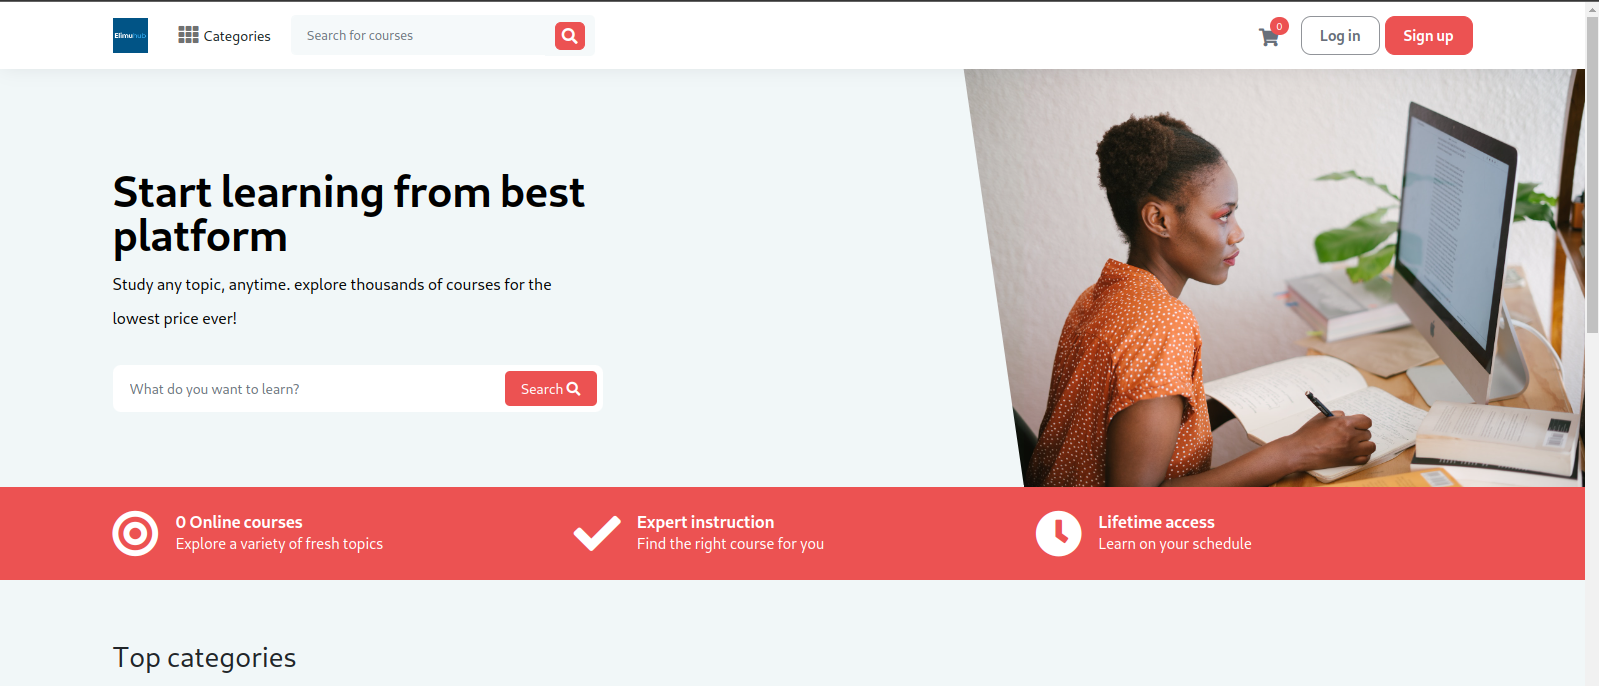 Elimuhub
Categories
Search for courses
0
Log in
Sign up
Start learning from best
platform
Study any topic, anytime. explore thousands of courses for the
lowest price ever!
What do you want to learn?
Search
0 Online courses
Explore a variety of fresh topics
Expert instruction
Find the right course for you
Lifetime access
Learn on your schedule
Top categories